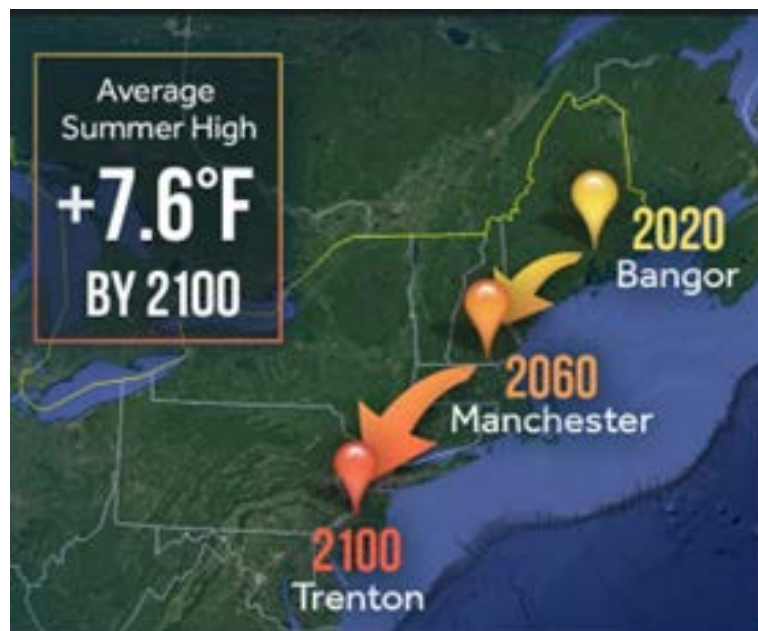 Average
Summer High
+7.6°F
BY 2100
2020
Bangor
2060
Manchester
2100
Trenton